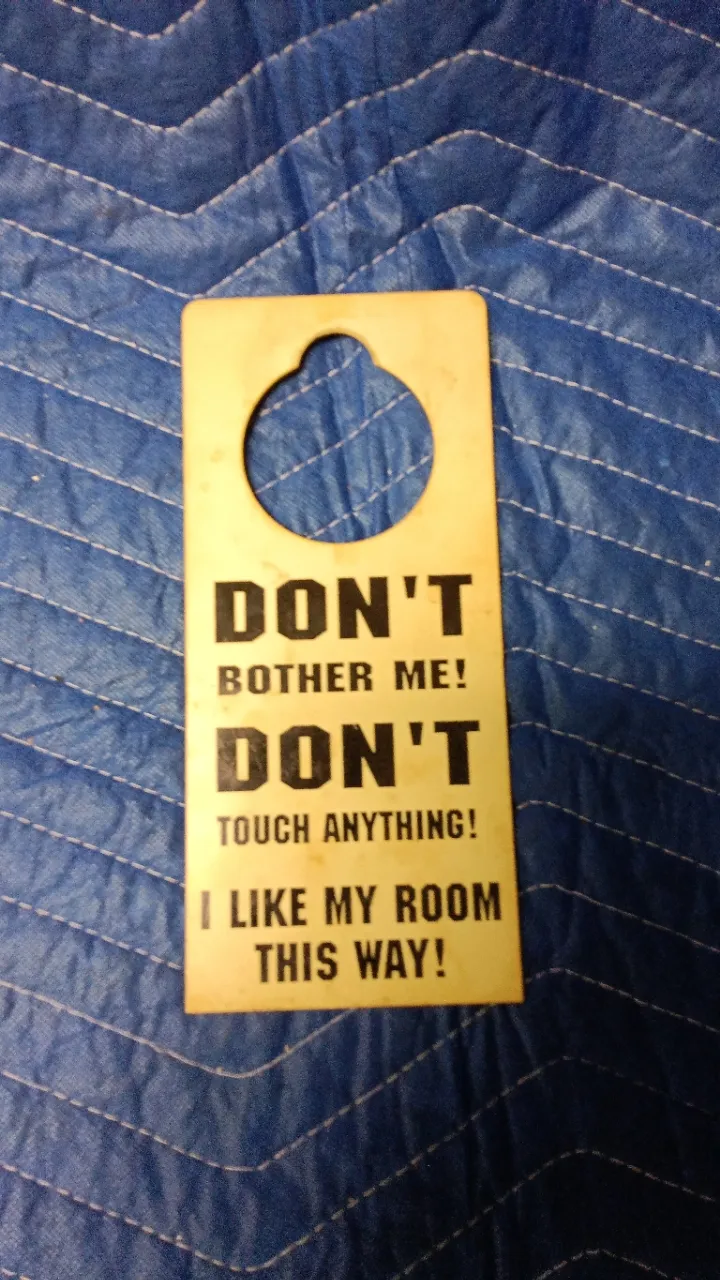 DON'T
BOTHER ME!
DON'T
TOUCH ANYTHING!
I LIKE MY ROOM
THIS WAY!